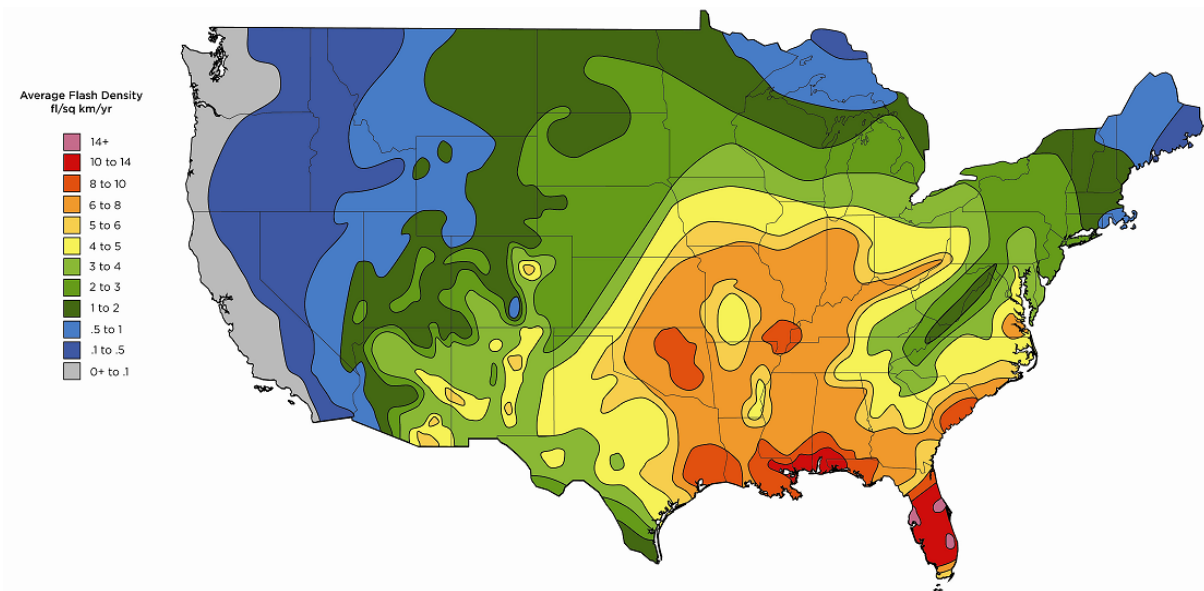 Average Flash Density
fl/sq km/yr
14+
10 to 14
8 to 10
6 to 8
5 to 6
4 to 5
3 to 4
2 to 3
1 to 2
.5 to 1
.1 to .5
0+ to .1